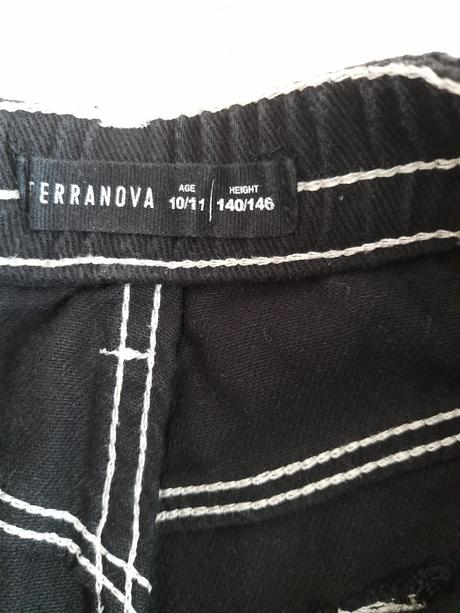 TERRANOVA
AGE
10/11
HEIGHT
140/146